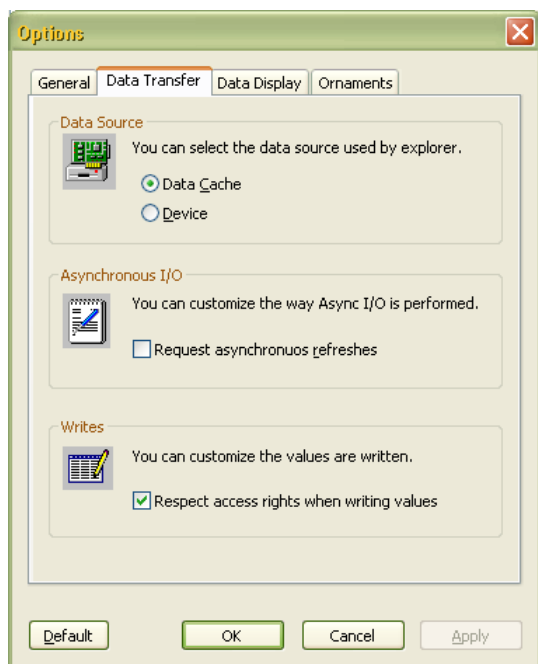 Options
General Data Transfer Data Display Ornaments
Data Source
You can select the data source used by explorer.
Data Cache
Device
Asynchronous I/O
You can customize the way Async I/O is performed.
Request asynchronuos refreshes
Writes
You can customize the values are written.
Respect access rights when writing values
Default OK Cancel Apply